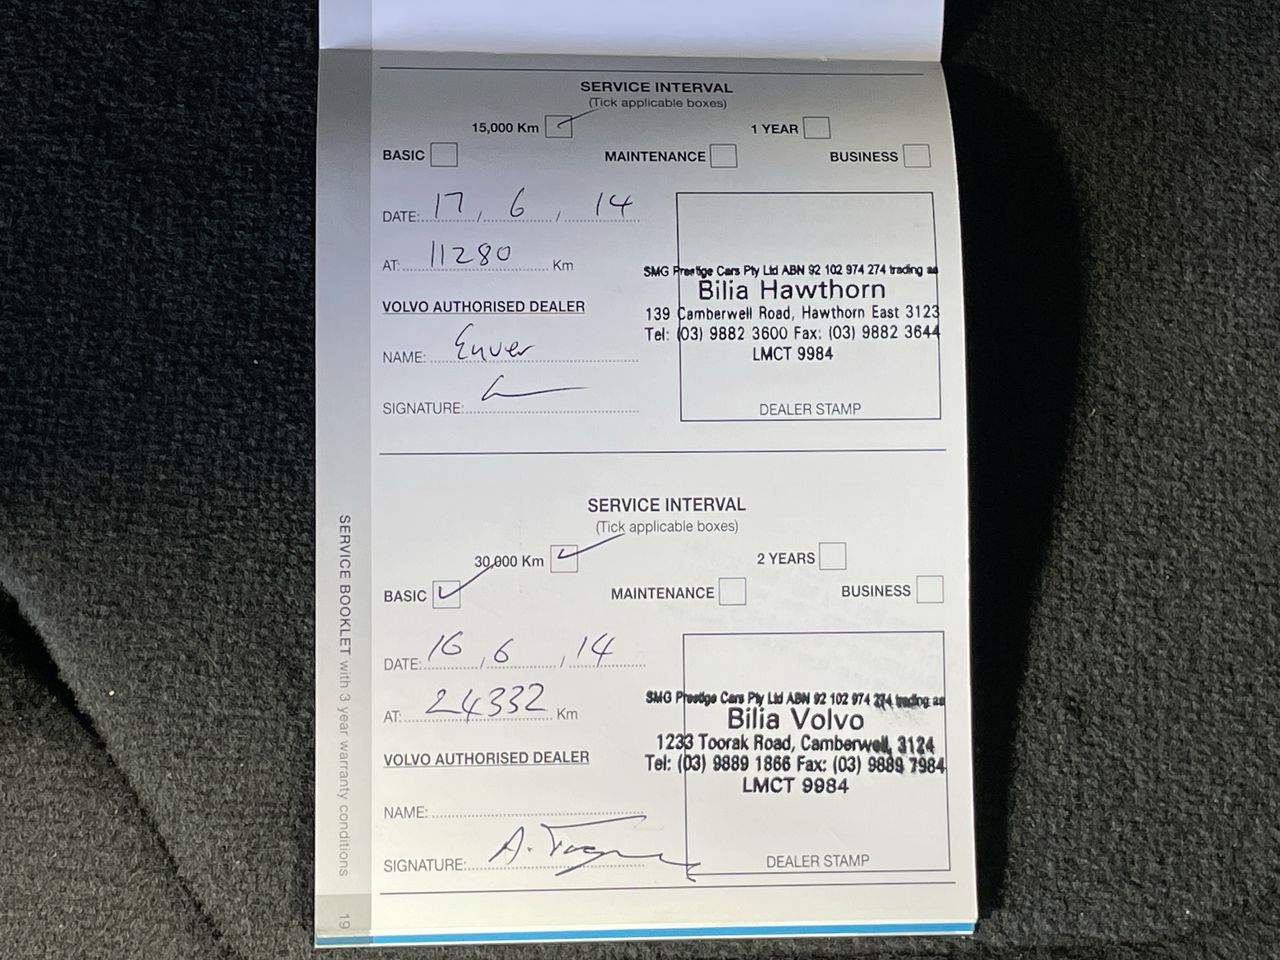 SERVICE INTERVAL
(Tick applicable boxes)
15,000 Km 1 YEAR
BASIC MAINTENANCE BUSINESS
DATE: 17 / 6 / 14
AT: 11280 Km
VOLVO AUTHORISED DEALER
NAME: Enver
SIGNATURE:
SMG Prestige Cars Pty Ltd ABN 92 102 974 274 trading as
Bilia Hawthorn
139 Camberwell Road, Hawthorn East 3123
Tel: (03) 9882 3600 Fax: (03) 9882 3644
LMCT 9984
DEALER STAMP
SERVICE INTERVAL
(Tick applicable boxes)
30,000 Km 2 YEARS
BASIC MAINTENANCE BUSINESS
DATE: 16 / 6 / 14
AT: 24332 Km
VOLVO AUTHORISED DEALER
NAME:
SIGNATURE: A.
SMG Prestige Cars Pty Ltd ABN 92 102 974 274 trading as
Bilia Volvo
1233 Toorak Road, Camberwell, 3124
Tel: (03) 9889 1866 Fax: (03) 9889 7984
LMCT 9984
DEALER STAMP
SERVICE BOOKLET with 3 year warranty conditions
19